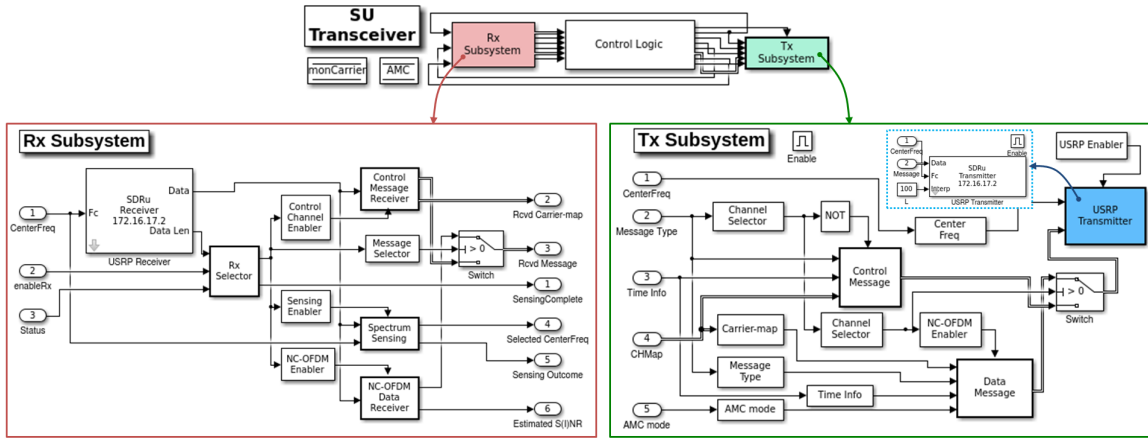 SU
Transceiver
monCarrier
AMC
Rx
Subsystem
Control Logic
Tx
Subsystem
Rx Subsystem
SDRu
Receiver
172.16.17.2
Fc
Data
Data Len
USRP Receiver
1
CenterFreq
2
enableRx
3
Status
Rx
Selector
Control
Channel
Enabler
Message
Selector
Sensing
Enabler
NC-OFDM
Enabler
Control
Message
Receiver
Spectrum
Sensing
NC-OFDM
Data
Receiver
> 0
Switch
2
Rcvd Carrier-map
3
Rcvd Message
1
SensingComplete
4
Selected CenterFreq
5
Sensing Outcome
6
Estimated S(I)NR
Tx Subsystem
Enable
1
CenterFreq
2
Message Type
3
Time Info
4
CHMap
5
AMC mode
Channel
Selector
NOT
Control
Message
Carrier-map
Channel
Selector
NC-OFDM
Enabler
Message
Type
Time Info
AMC mode
Data
Message
Center
Freq
1
CenterFreq
2
Message
100
L
Data
Fc
Interp
SDRu
Transmitter
172.16.17.2
Enable
USRP Transmitter
USRP Enabler
USRP
Transmitter
> 0
Switch